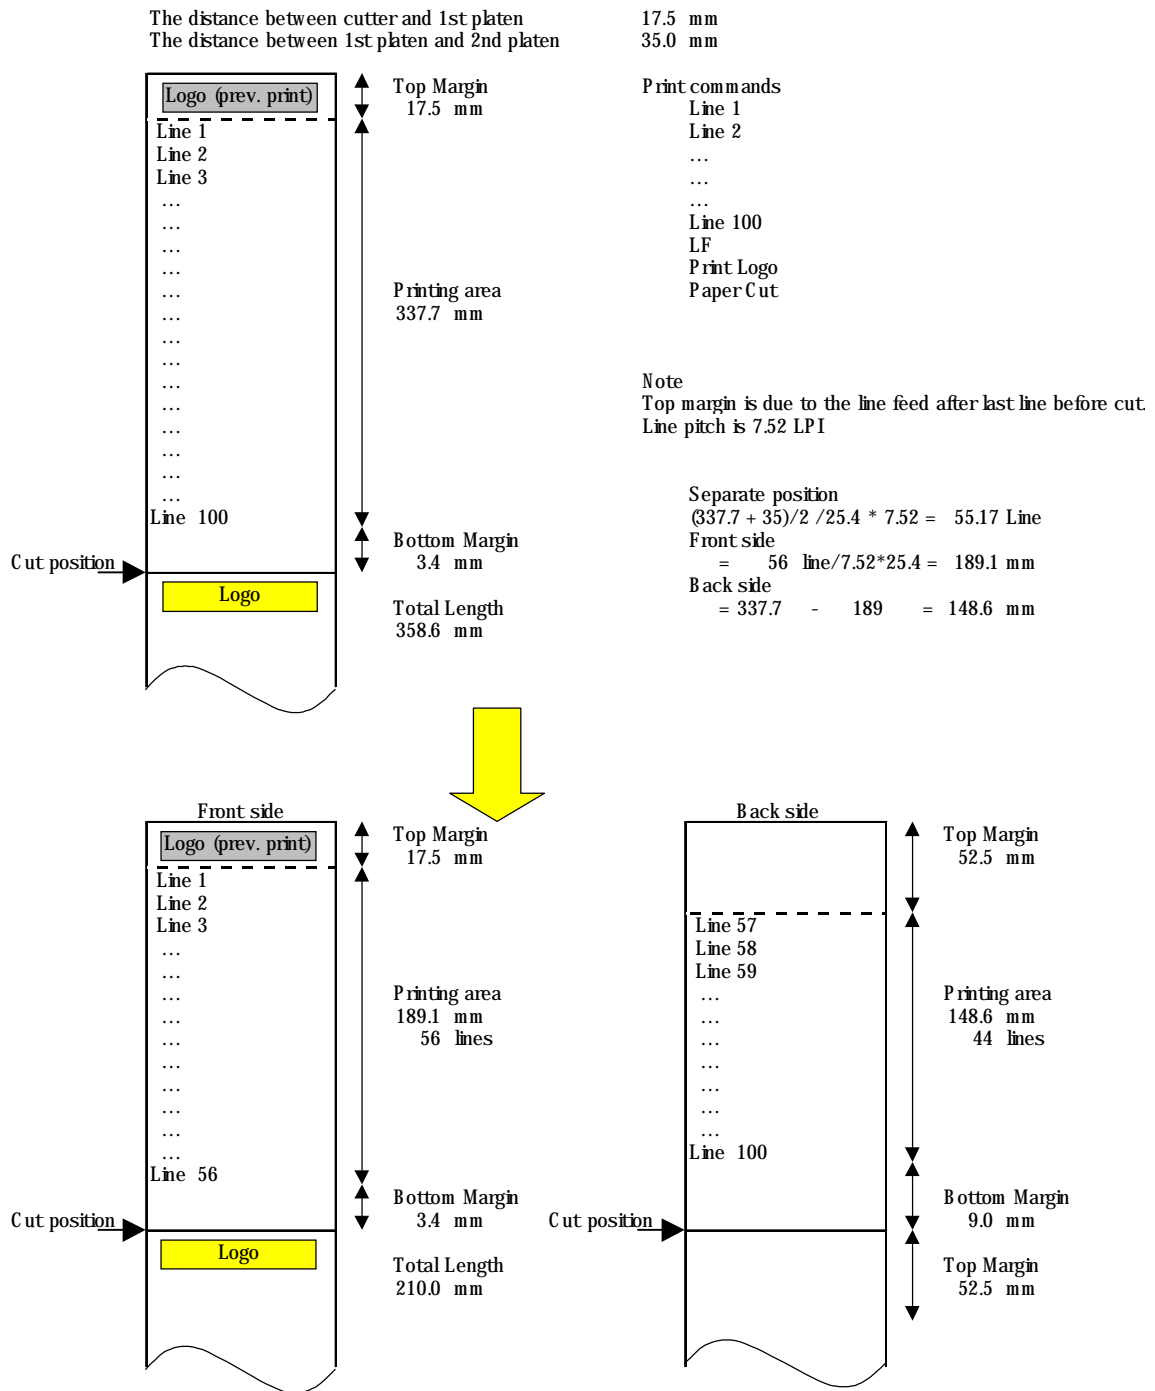 The distance between cutter and 1st platen 17.5 mm
The distance between 1st platen and 2nd platen 35.0 mm
Logo (prev. print)
Line 1
Line 2
Line 3
...
...
...
...
...
...
...
...
...
...
...
...
...
...
Line 100
Cut position
Logo
Top Margin
17.5 mm
Printing area
337.7 mm
Bottom Margin
3.4 mm
Total Length
358.6 mm
Print commands
Line 1
Line 2
...
...
...
Line 100
LF
Print Logo
Paper Cut
Note
Top margin is due to the line feed after last line before cut.
Line pitch is 7.52 LPI
Separate position
(337.7 + 35)/2 /25.4 * 7.52 = 55.17 Line
Front side
= 56 line/7.52*25.4 = 189.1 mm
Back side
= 337.7 - 189 = 148.6 mm
Front side
Logo (prev. print)
Line 1
Line 2
Line 3
...
...
...
...
...
...
...
...
...
...
Line 56
Cut position
Logo
Top Margin
17.5 mm
Printing area
189.1 mm
56 lines
Bottom Margin
3.4 mm
Total Length
210.0 mm
Back side
Line 57
Line 58
Line 59
...
...
...
...
...
...
...
Line 100
Cut position
Top Margin
52.5 mm
Printing area
148.6 mm
44 lines
Bottom Margin
9.0 mm
Top Margin
52.5 mm